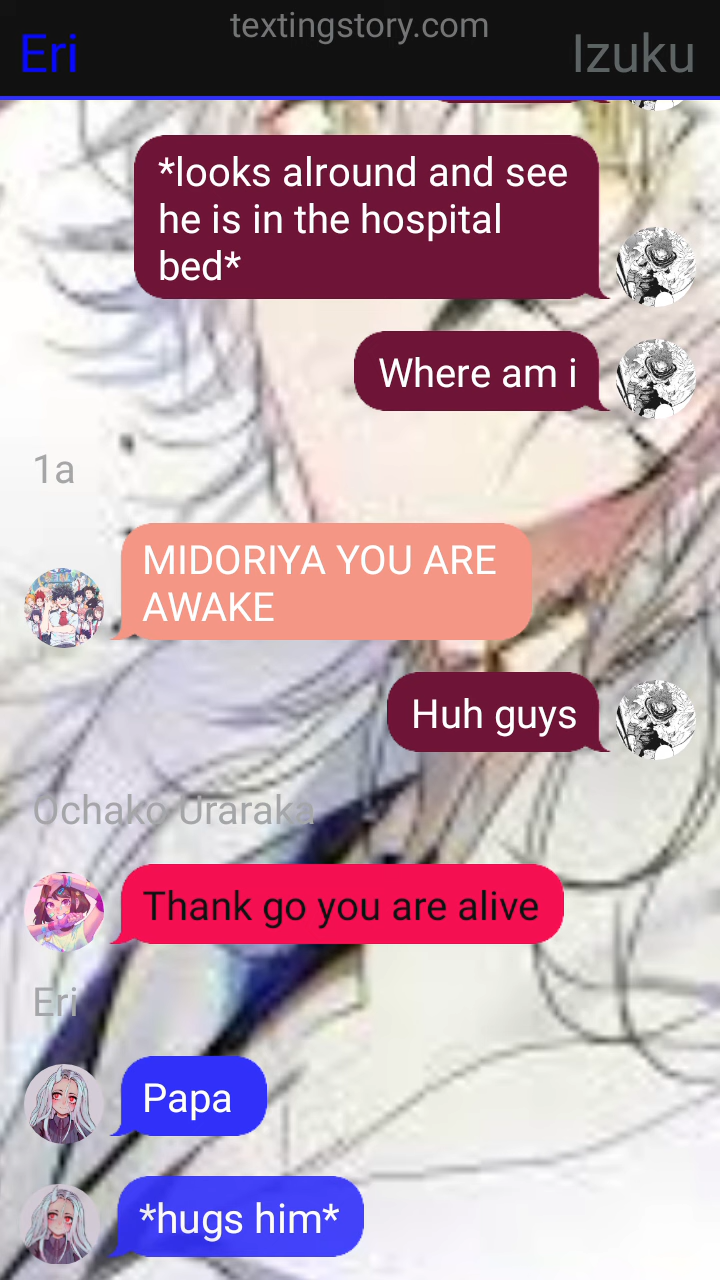 textingstory.com
Eri
Izuku
*looks alround and see
he is in the hospital
bed*
Where am i
1a
MIDORIYA YOU ARE
AWAKE
Huh guys
Ochako Uraraka
Thank go you are alive
Eri
Papa
*hugs him*